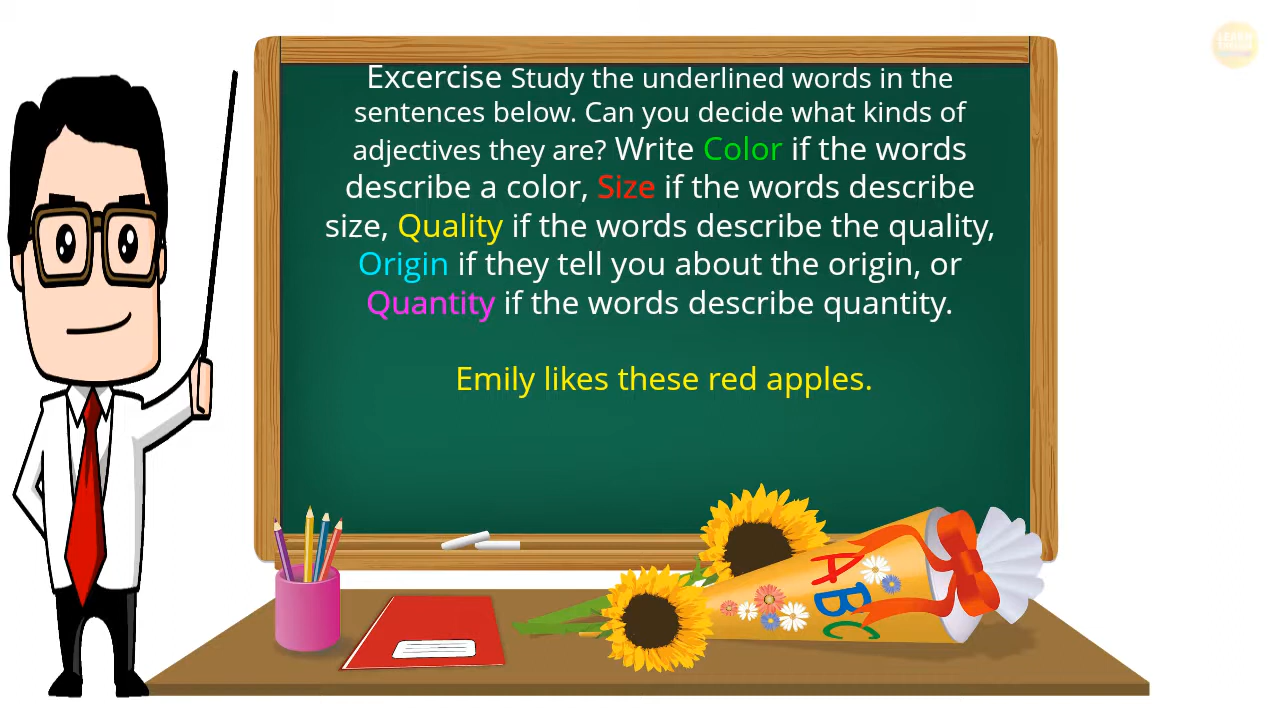 Excercise Study the underlined words in the
sentences below. Can you decide what kinds of
adjectives they are? Write Color if the words
describe a color, Size if the words describe
size, Quality if the words describe the quality,
Origin if they tell you about the origin, or
Quantity if the words describe quantity.
Emily likes these red apples.
ABC